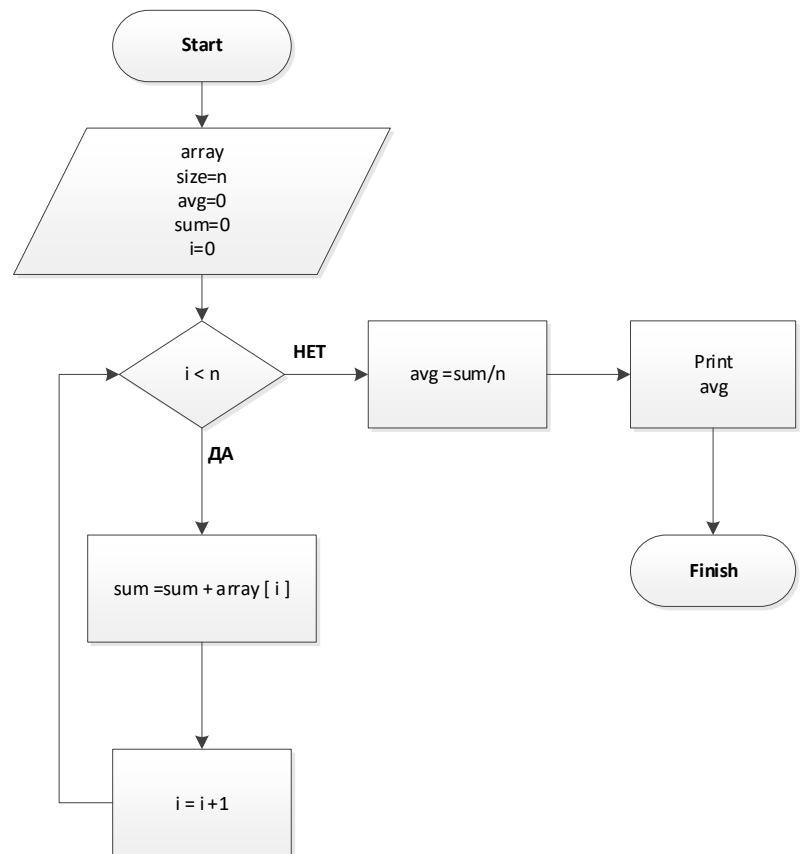 Start
array
size=n
avg=0
sum=0
i=0
i < n
НЕТ
avg =sum/n
Print
avg
ДА
sum =sum + array [ i ]
Finish
i = i +1